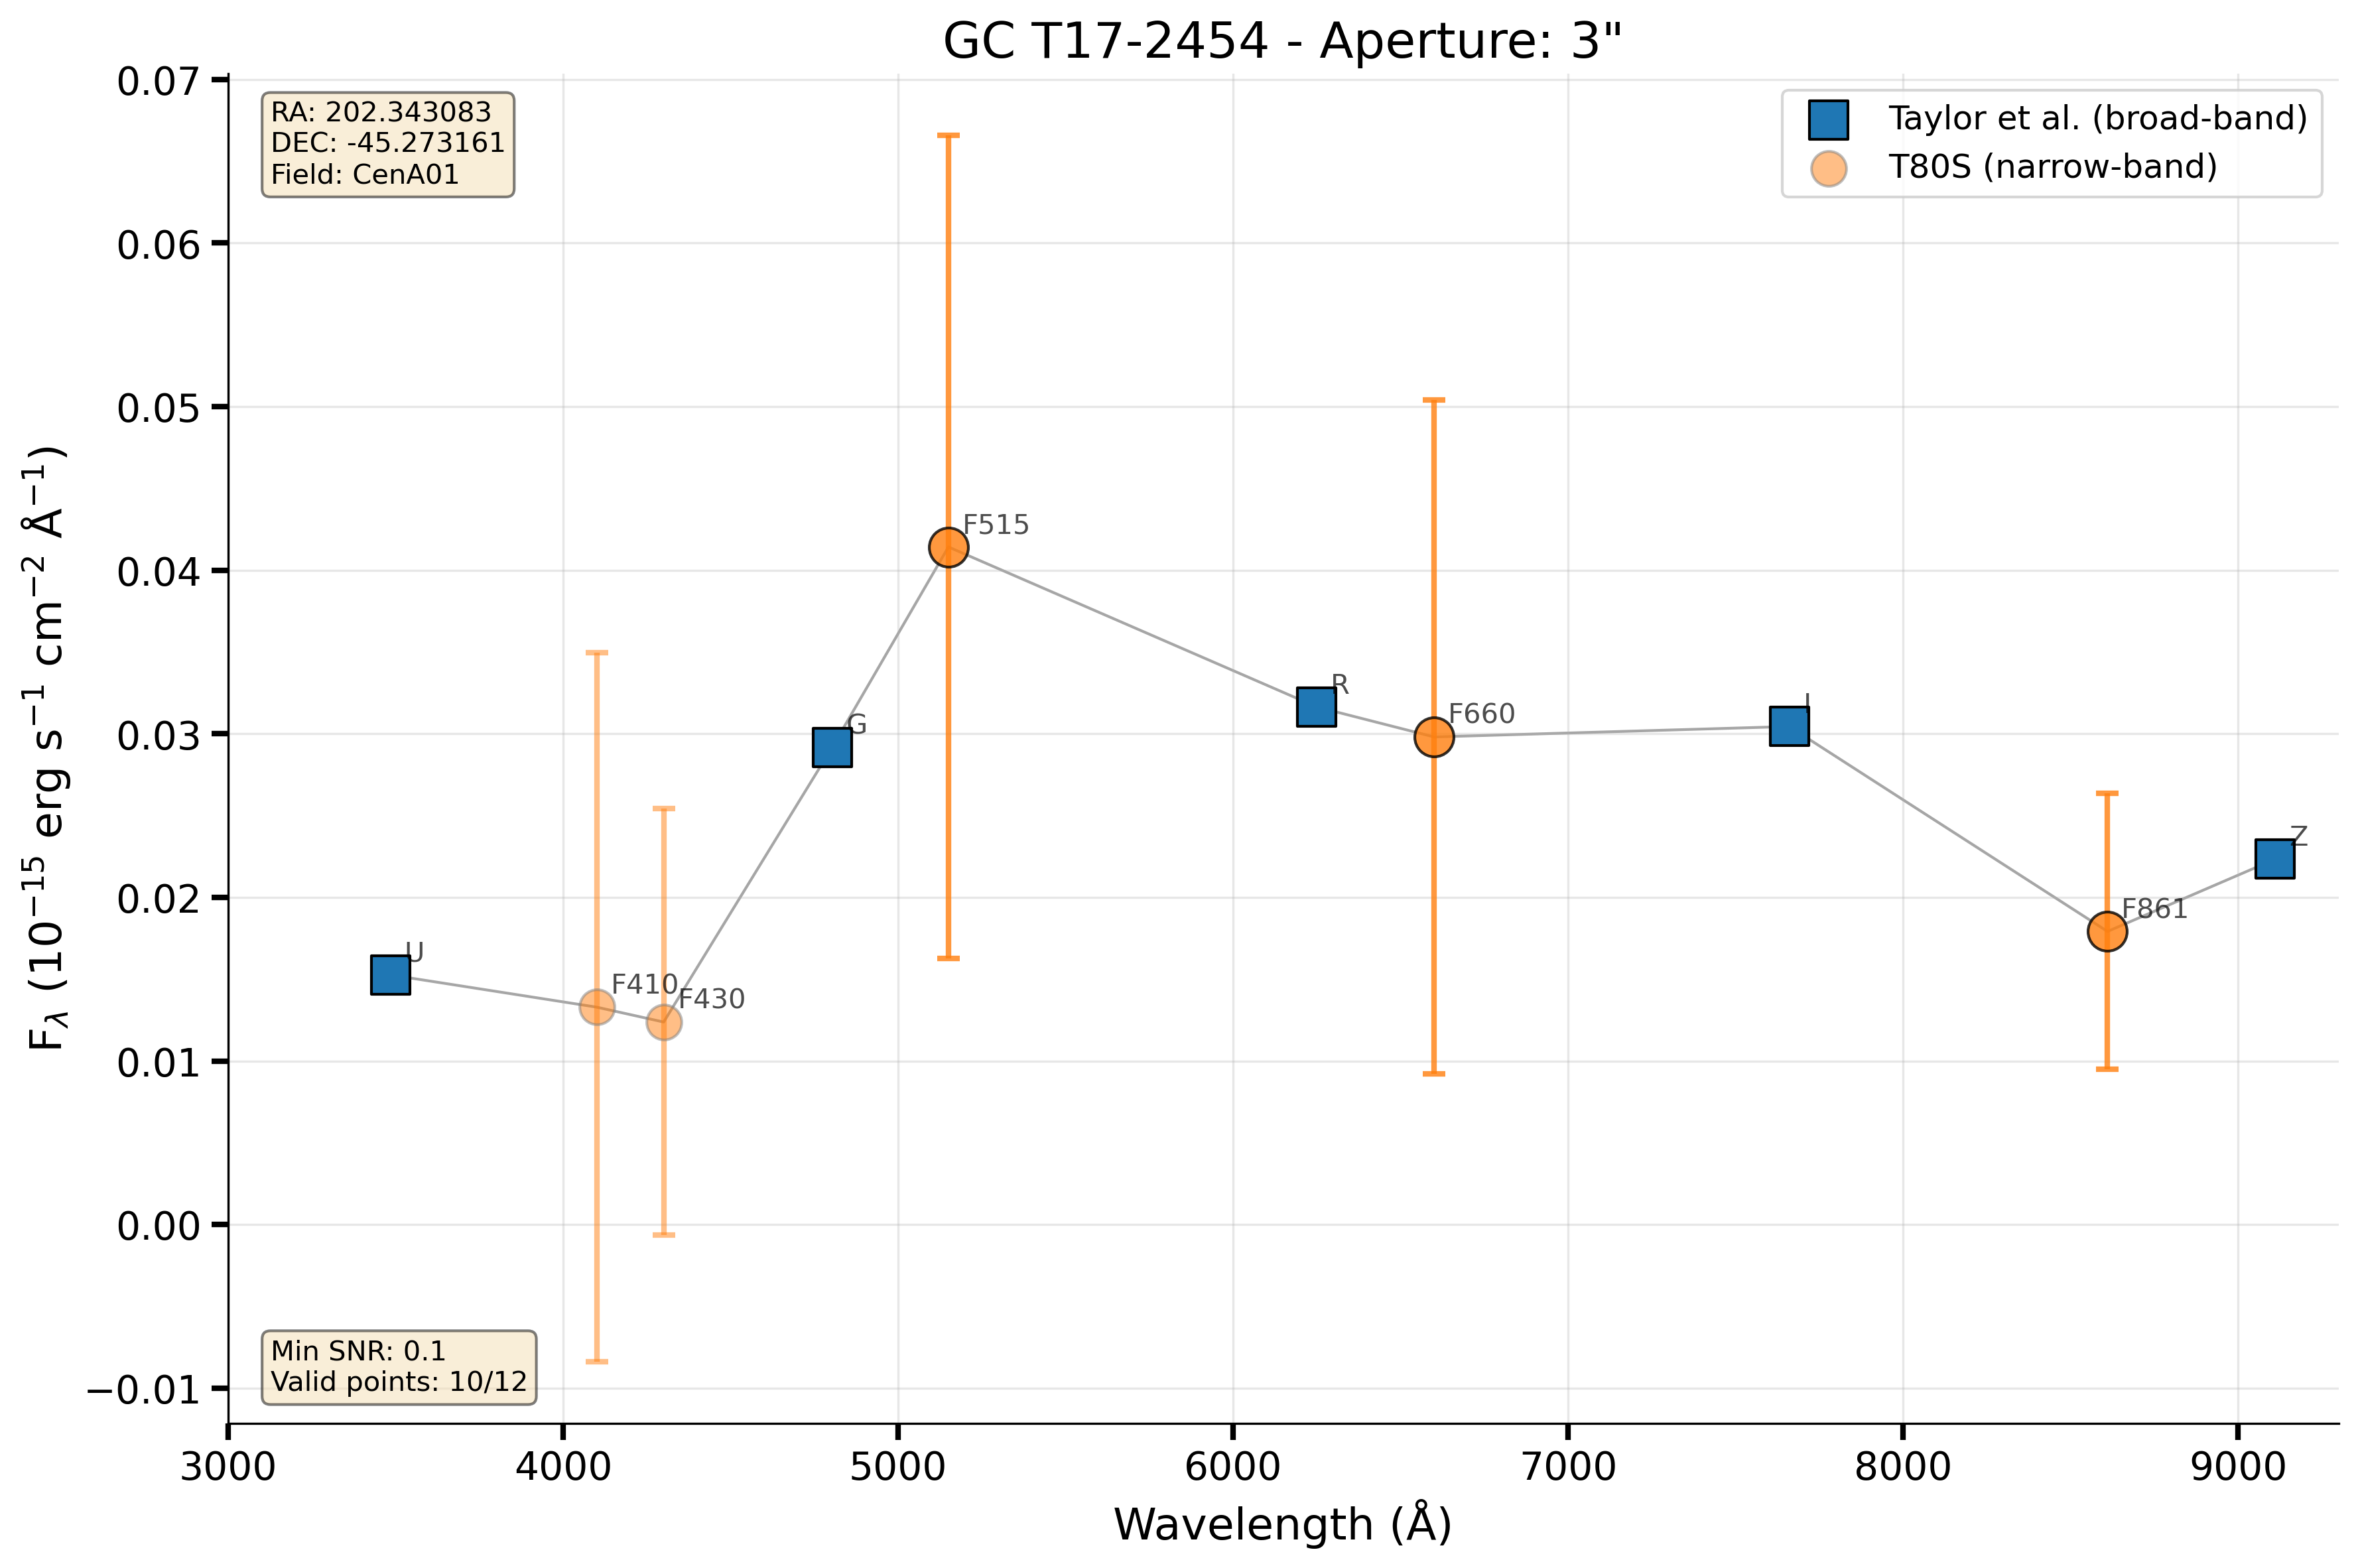 GC T17-2454 - Aperture: 3"
RA: 202.343083
DEC: -45.273161
Field: CenA01
Taylor et al. (broad-band)
T80S (narrow-band)
0.07
0.06
0.05
0.04
0.03
0.02
0.01
0.00
−0.01
F$_λ$ (10$^{−15}$ erg s$^{−1}$ cm$^{−2}$ Å$^{−1}$)
U
F410
F430
G
F515
R
F660
I
F861
Z
Min SNR: 0.1
Valid points: 10/12
3000 4000 5000 6000 7000 8000 9000
Wavelength (Å)